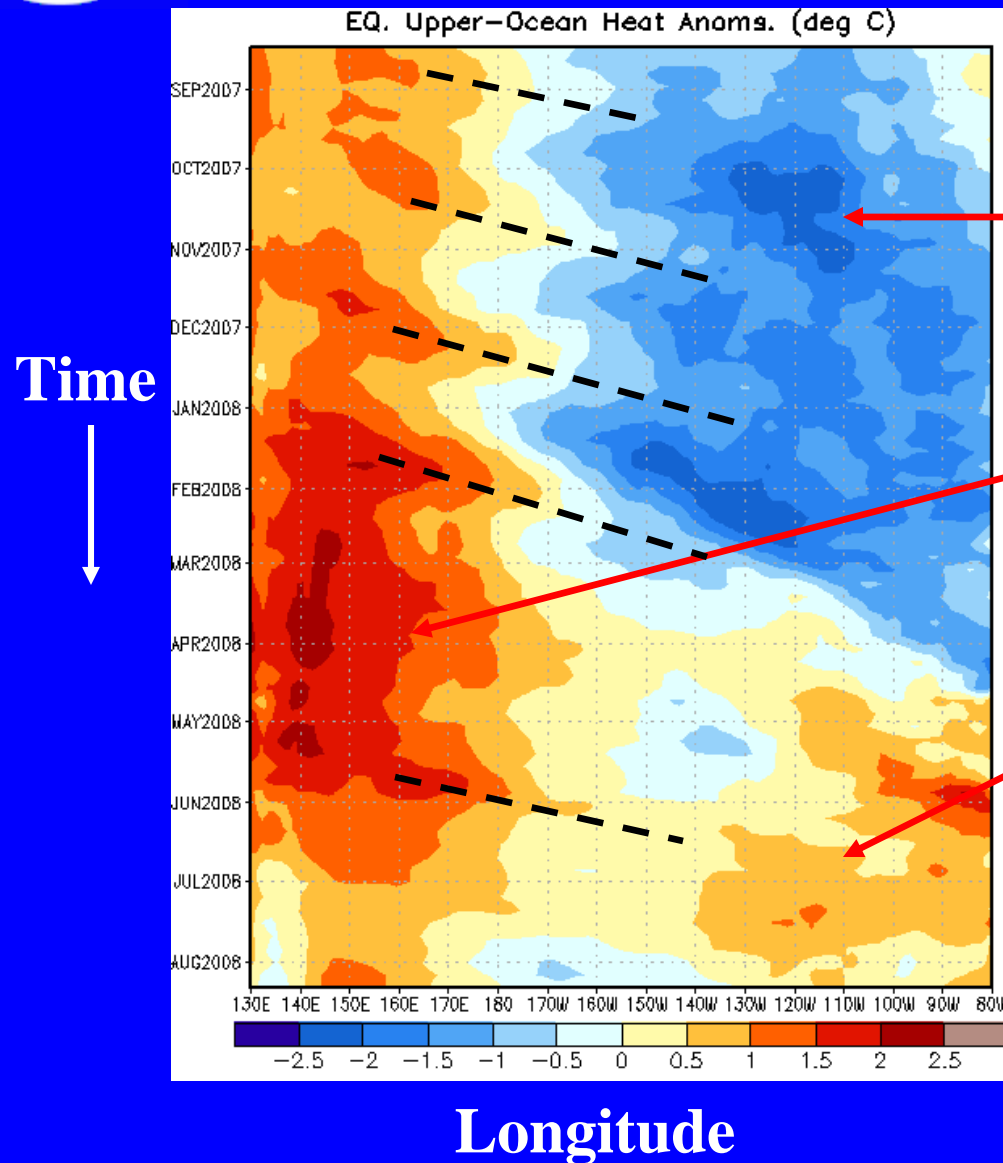 EQ. Upper-Ocean Heat Anoms. (deg C)
SEP2007
OCT2007
NOV2007
DEC2007
Time
JAN2008
FEB2008
MAR2008
APR2008
MAY2008
JUN2008
JUL2008
AUG2008
130E 140E 150E 160E 170E 180 170W 160W 150W 140W 130W 120W 110W 100W 90W 80W
-2.5 -2 -1.5 -1 -0.5 0 0.5 1 1.5 2 2.5
Longitude